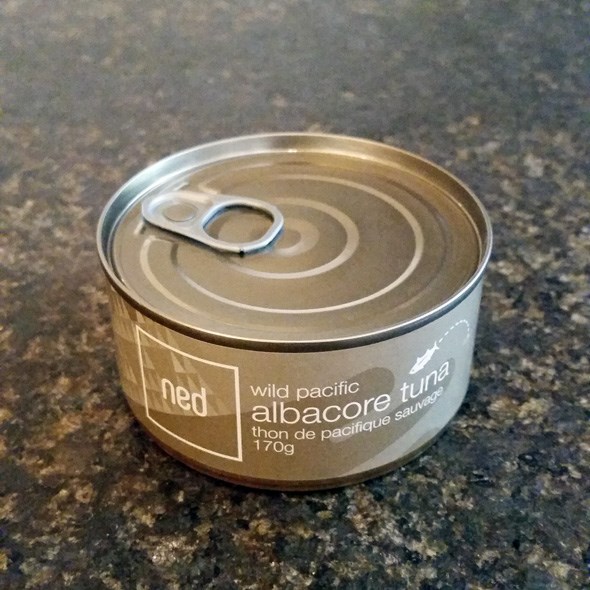 ned
wild pacific
albacore tuna
thon de pacifique sauvage
170g